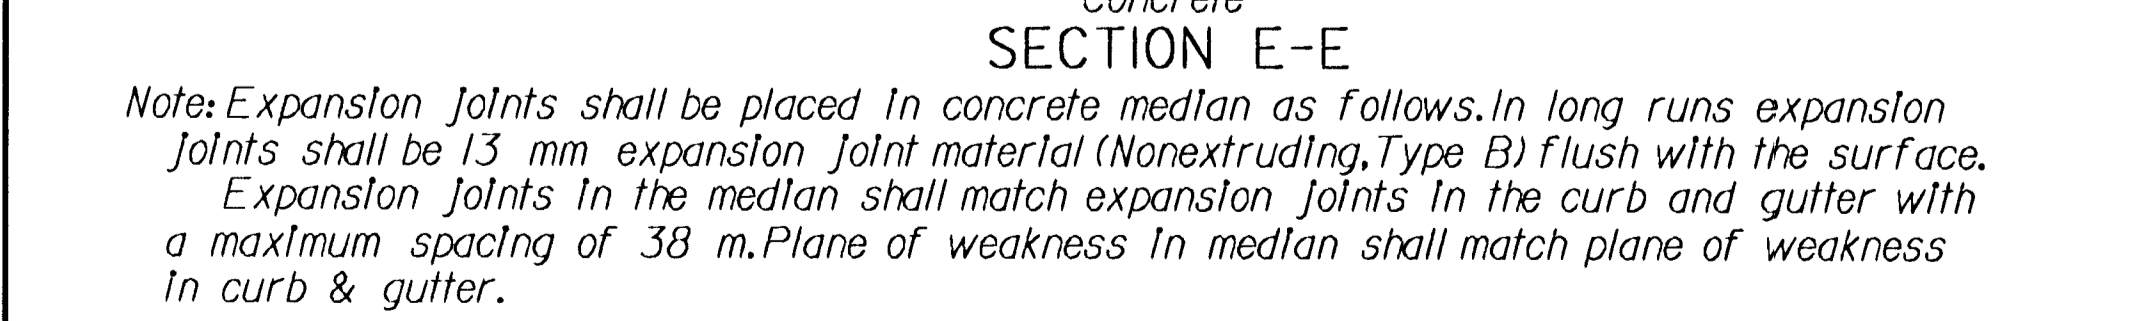 Concrete
SECTION E-E
Note: Expansion joints shall be placed in concrete median as follows. In long runs expansion
joints shall be 13 mm expansion joint material (Nonextruding, Type B) flush with the surface.
Expansion joints in the median shall match expansion joints in the curb and gutter with
a maximum spacing of 38 m. Plane of weakness in median shall match plane of weakness
in curb & gutter.